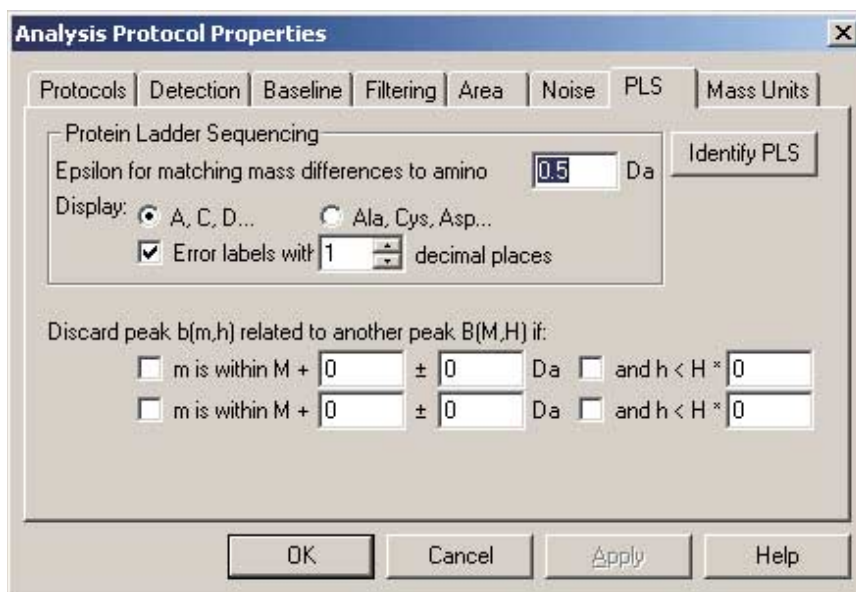 Analysis Protocol Properties
Protocols Detection Baseline Filtering Area Noise PLS Mass Units
Protein Ladder Sequencing
Identify PLS
Epsilon for matching mass differences to amino 0.5 Da
Display: A, C, D... Ala, Cys, Asp...
Error labels with 1 decimal places
Discard peak b(m,h) related to another peak B(M,H) if:
m is within M + 0 ± 0 Da and h < H * 0
m is within M + 0 ± 0 Da and h < H * 0
OK Cancel Apply Help